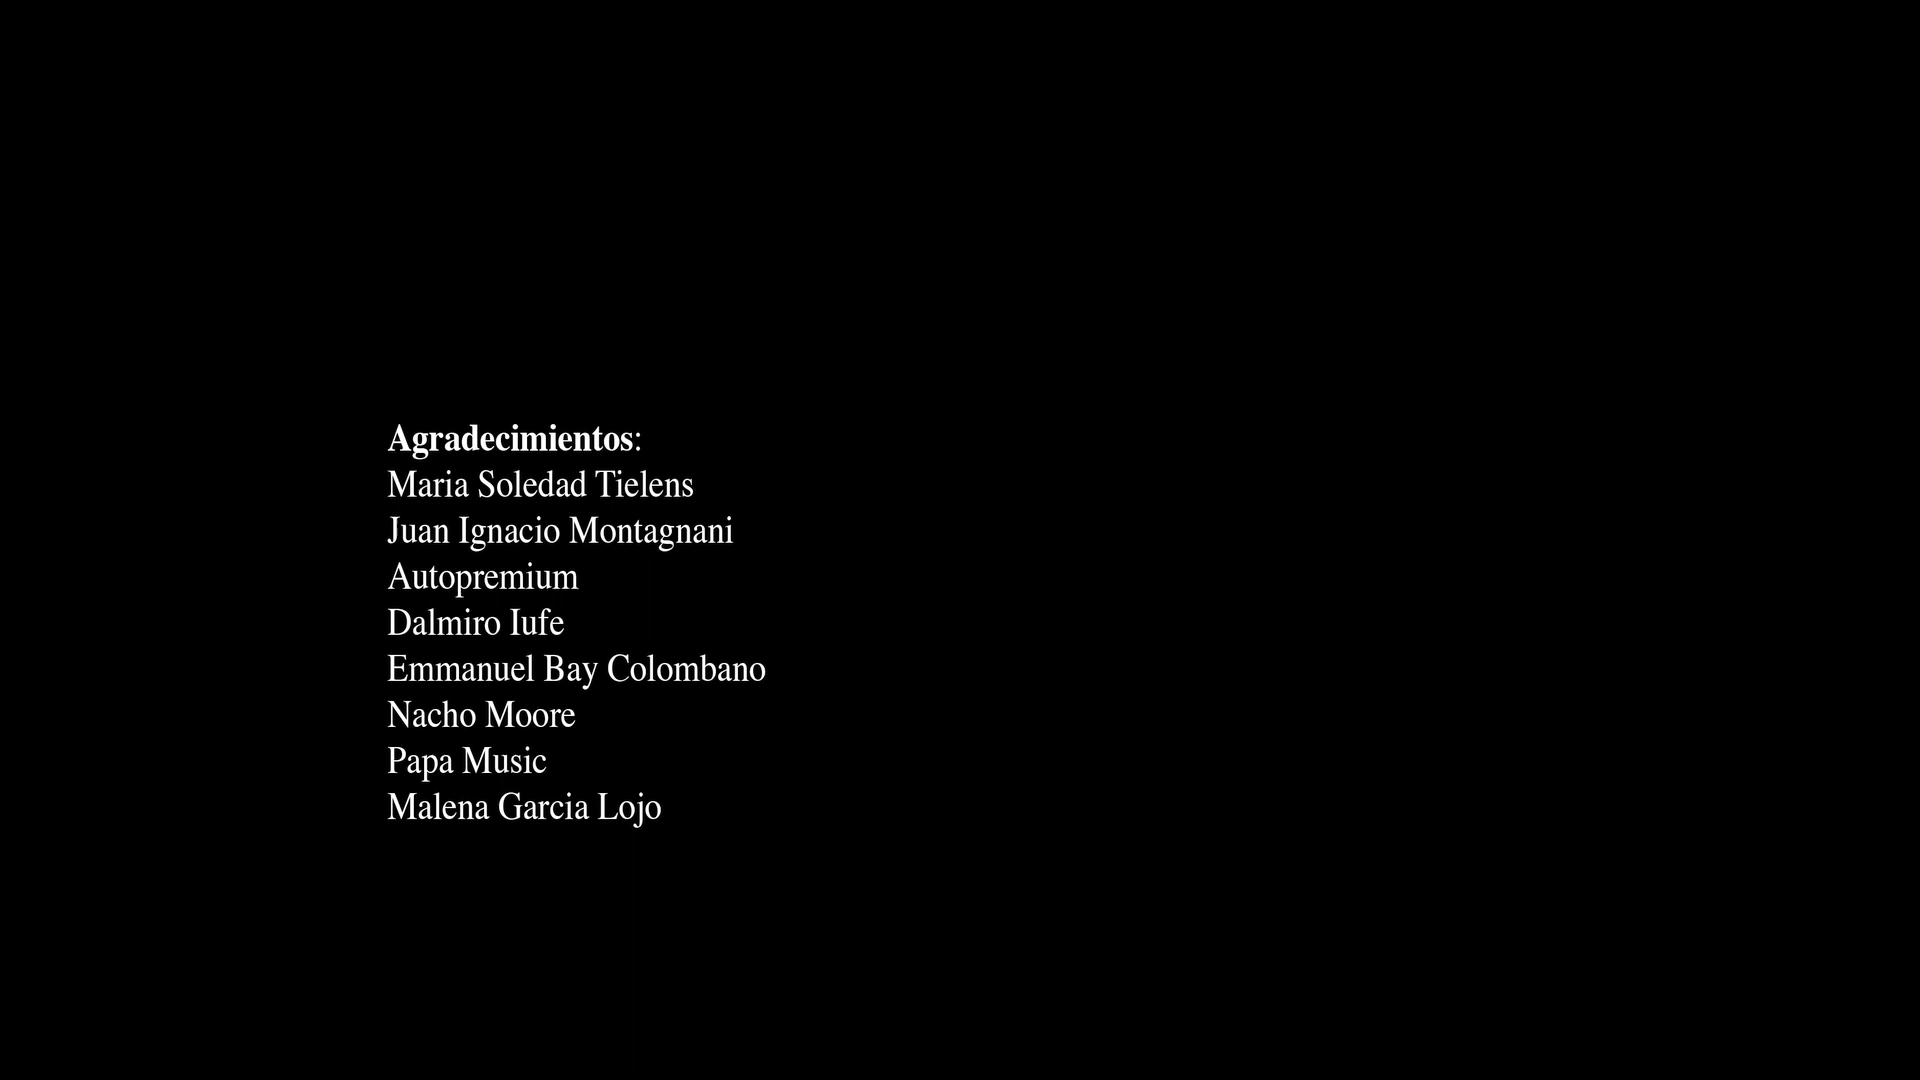 Agradecimientos:
Maria Soledad Tielens
Juan Ignacio Montagnani
Autopremium
Dalmiro Iufe
Emmanuel Bay Colombano
Nacho Moore
Papa Music
Malena Garcia Lojo